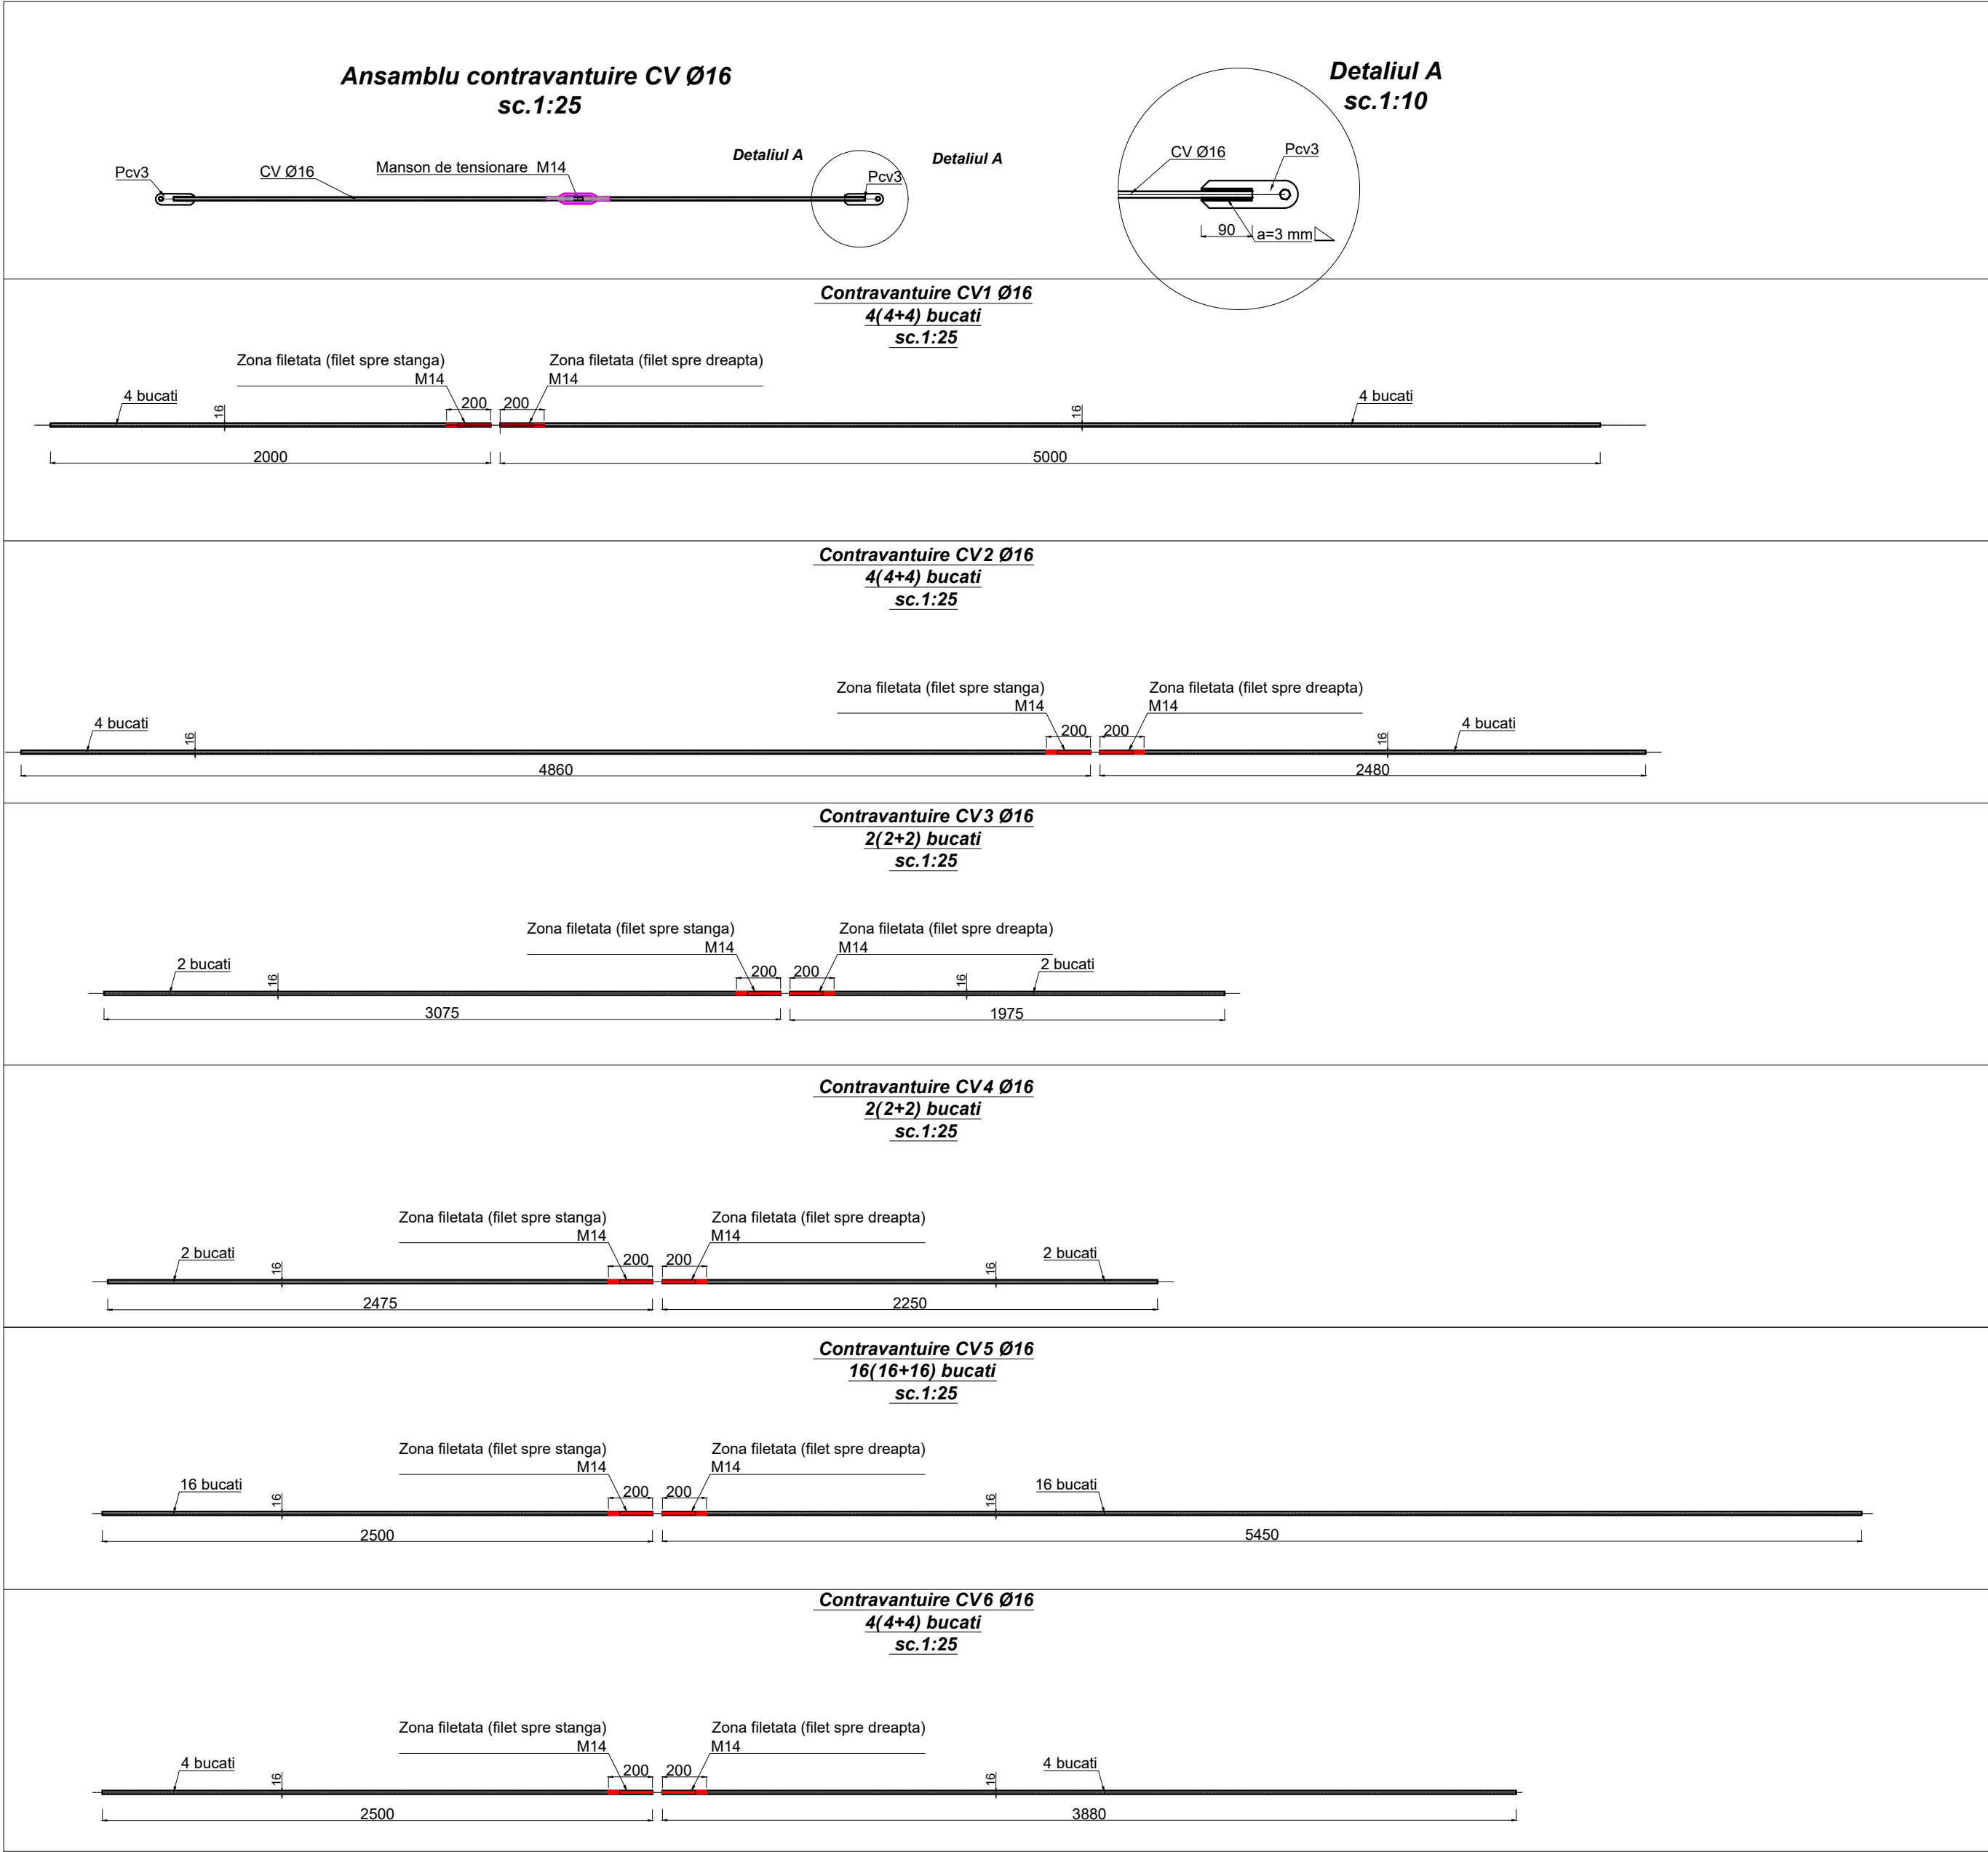 Ansamblu contravantuire CV Ø16
sc.1:25
Detaliul A
sc.1:10
Detaliul A
Detaliul A
Pcv3
CV Ø16
Manson de tensionare M14
Pcv3
CV Ø16
Pcv3
90
a=3 mm
Contravantuire CV1 Ø16
4(4+4) bucati
sc.1:25
Zona filetata (filet spre stanga)
M14
Zona filetata (filet spre dreapta)
M14
4 bucati
16
200
200
16
4 bucati
2000
5000
Contravantuire CV2 Ø16
4(4+4) bucati
sc.1:25
Zona filetata (filet spre stanga)
M14
Zona filetata (filet spre dreapta)
M14
4 bucati
16
200
200
16
4 bucati
4860
2480
Contravantuire CV3 Ø16
2(2+2) bucati
sc.1:25
Zona filetata (filet spre stanga)
M14
Zona filetata (filet spre dreapta)
M14
2 bucati
16
200
200
16
2 bucati
3075
1975
Contravantuire CV4 Ø16
2(2+2) bucati
sc.1:25
Zona filetata (filet spre stanga)
M14
Zona filetata (filet spre dreapta)
M14
2 bucati
16
200
200
16
2 bucati
2475
2250
Contravantuire CV5 Ø16
16(16+16) bucati
sc.1:25
Zona filetata (filet spre stanga)
M14
Zona filetata (filet spre dreapta)
M14
16 bucati
16
200
200
16
16 bucati
2500
5450
Contravantuire CV6 Ø16
4(4+4) bucati
sc.1:25
Zona filetata (filet spre stanga)
M14
Zona filetata (filet spre dreapta)
M14
4 bucati
16
200
200
16
4 bucati
2500
3880